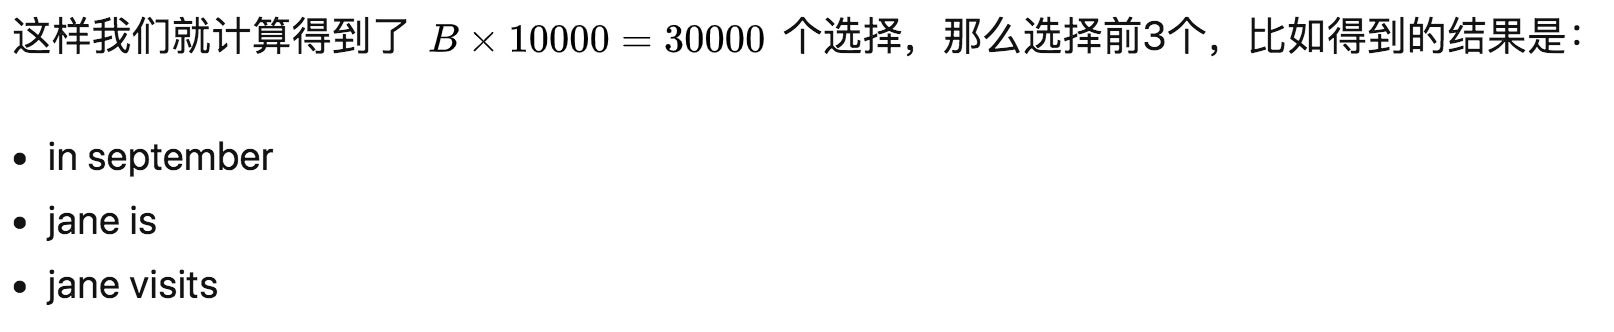 这样我们就计算得到了 B × 10000 = 30000 个选择，那么选择前3个，比如得到的结果是：
• in september
• jane is
• jane visits